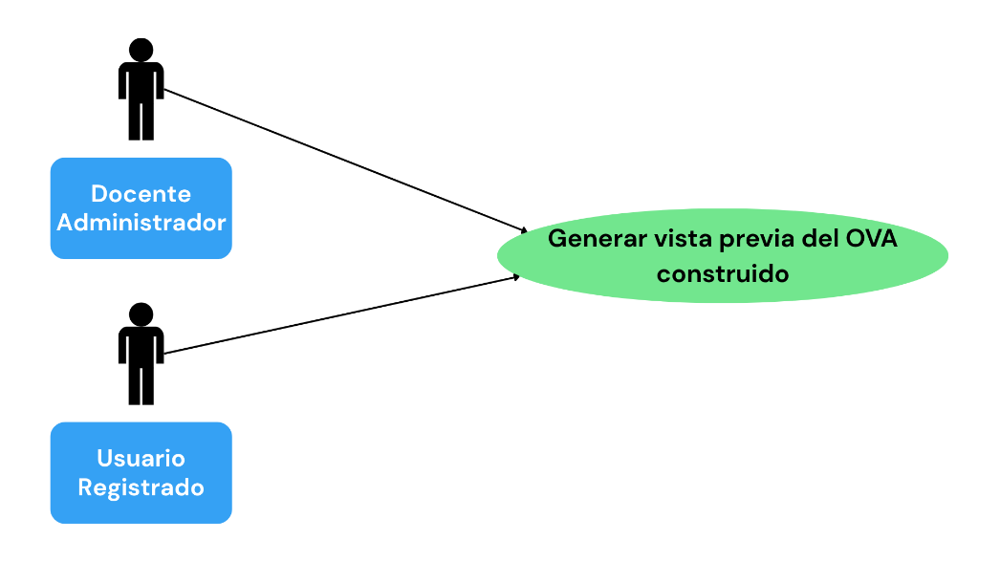 Docente
Administrador
Generar vista previa del OVA
construido
Usuario
Registrado